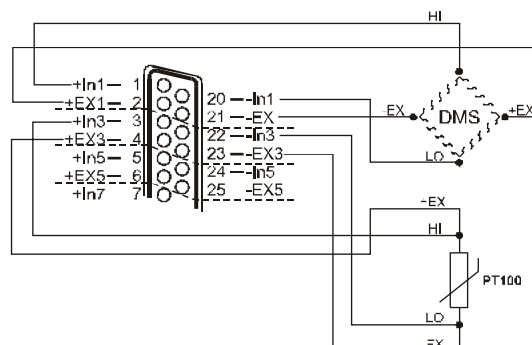 HI
+In1 1
+EX1 2
+In3 3
+EX3 4
+In5 5
+EX5 6
+In7 7
20 -In1
21 -EX
22 -In3
23 -EX3
24 -In5
25 -EX5
-EX
DMS
+EX
LO
+EX
HI
PT100
LO
-EX